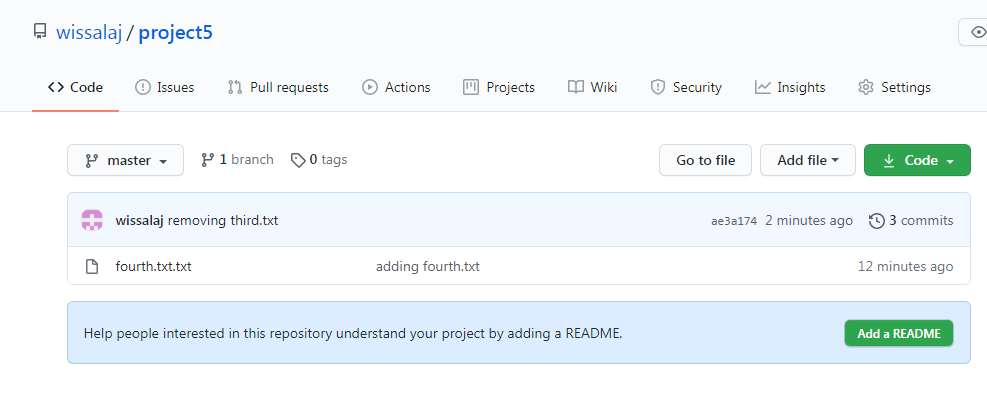 wissalaj / project5
Code Issues Pull requests Actions Projects Wiki Security Insights Settings
master 1 branch 0 tags Go to file Add file Code
wissalaj removing third.txt ae3a174 2 minutes ago 3 commits
fourth.txt.txt adding fourth.txt 12 minutes ago
Help people interested in this repository understand your project by adding a README. Add a README